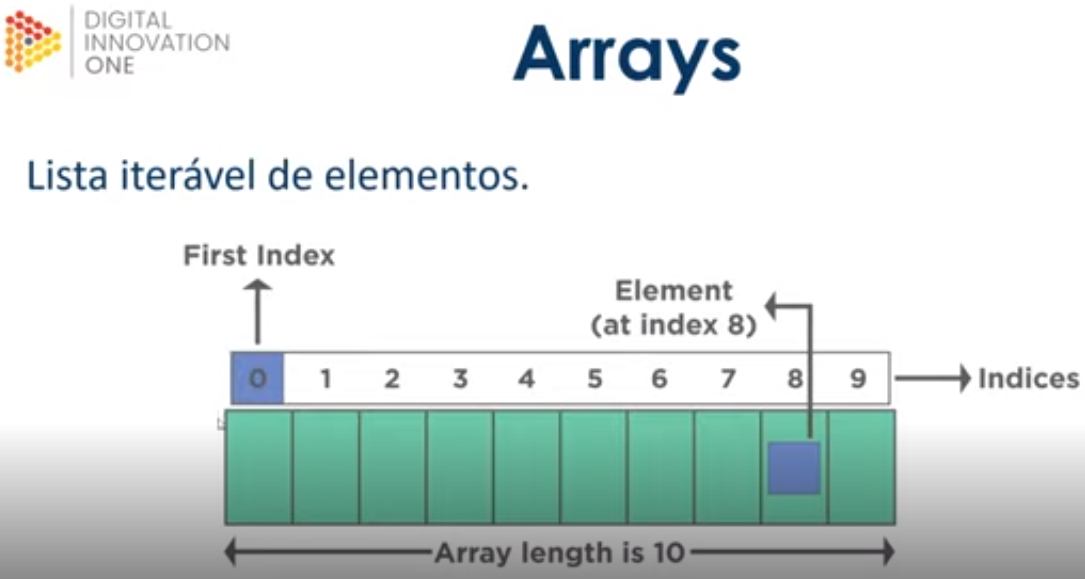 DIGITAL
INNOVATION
ONE
Arrays
Lista iterável de elementos.
First Index
Element
(at index 8)
0 1 2 3 4 5 6 7 8 9
Indices
Array length is 10